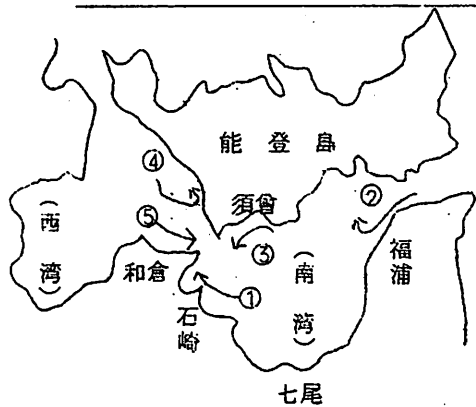 能登島
④
②
須曾
(西湾)
⑤
③
(南湾)
福浦
和倉
①
石崎
七尾